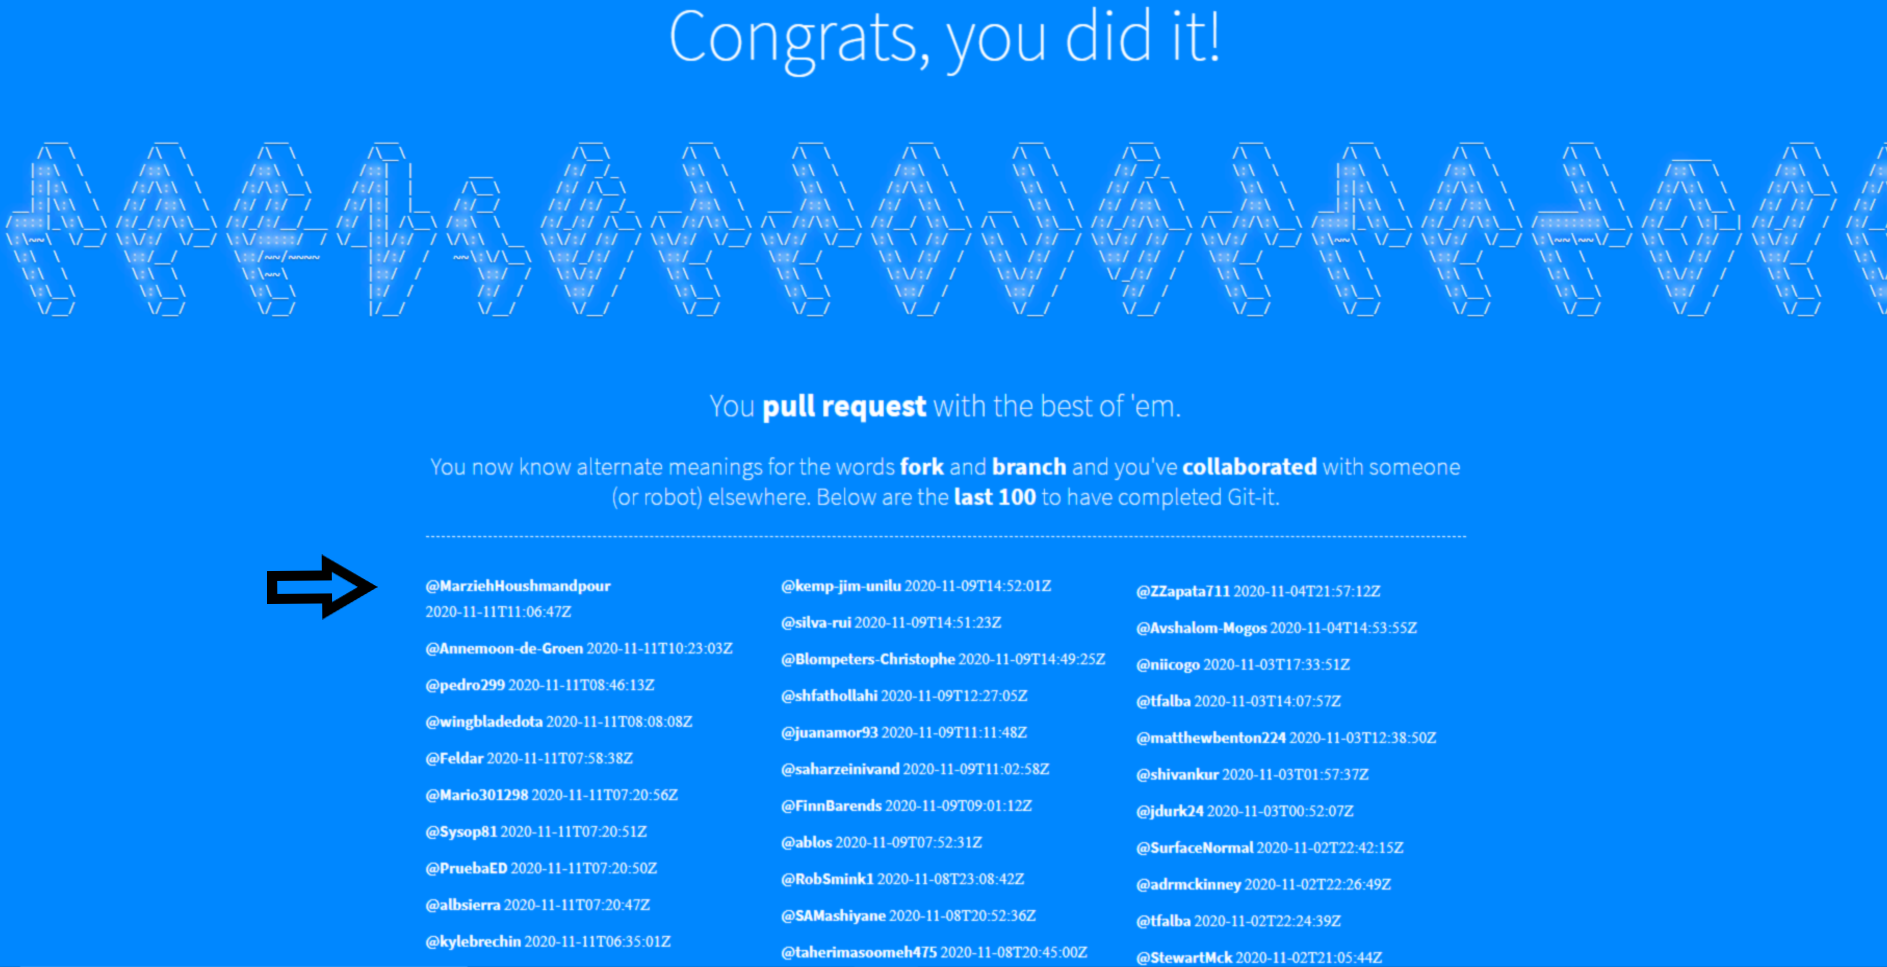 Congrats, you did it!
You pull request with the best of 'em.
You now know alternate meanings for the words fork and branch and you've collaborated with someone
(or robot) elsewhere. Below are the last 100 to have completed Git-it.
@MarziehHoushmandpour
2020-11-11T11:06:47Z
@Annemoon-de-Groen 2020-11-11T10:23:03Z
@pedro299 2020-11-11T08:46:13Z
@wingbladedota 2020-11-11T08:08:08Z
@Feldar 2020-11-11T07:58:38Z
@Mario301298 2020-11-11T07:20:56Z
@Sysop81 2020-11-11T07:20:51Z
@PruebaED 2020-11-11T07:20:50Z
@albsierra 2020-11-11T07:20:47Z
@kylebrechin 2020-11-11T06:35:01Z
@kemp-jim-unilu 2020-11-09T14:52:01Z
@silva-rui 2020-11-09T14:51:23Z
@Blompeters-Christophe 2020-11-09T14:49:25Z
@shfathollahi 2020-11-09T12:27:05Z
@juanamor93 2020-11-09T11:11:48Z
@saharzeinivand 2020-11-09T11:02:58Z
@FinnBarends 2020-11-09T09:01:12Z
@ablos 2020-11-09T07:52:31Z
@RobSmink1 2020-11-08T23:08:42Z
@SAMashiyane 2020-11-08T20:52:36Z
@taherimasoomeh475 2020-11-08T20:45:00Z
@ZZapata711 2020-11-04T21:57:12Z
@Avshalom-Mogos 2020-11-04T14:53:55Z
@niicogo 2020-11-03T17:33:51Z
@tfalba 2020-11-03T14:07:57Z
@matthewbenton224 2020-11-03T12:38:50Z
@shivankur 2020-11-03T01:57:37Z
@jdurk24 2020-11-03T00:52:07Z
@SurfaceNormal 2020-11-02T22:42:15Z
@adrmckinney 2020-11-02T22:26:49Z
@tfalba 2020-11-02T22:24:39Z
@StewartMck 2020-11-02T21:05:44Z